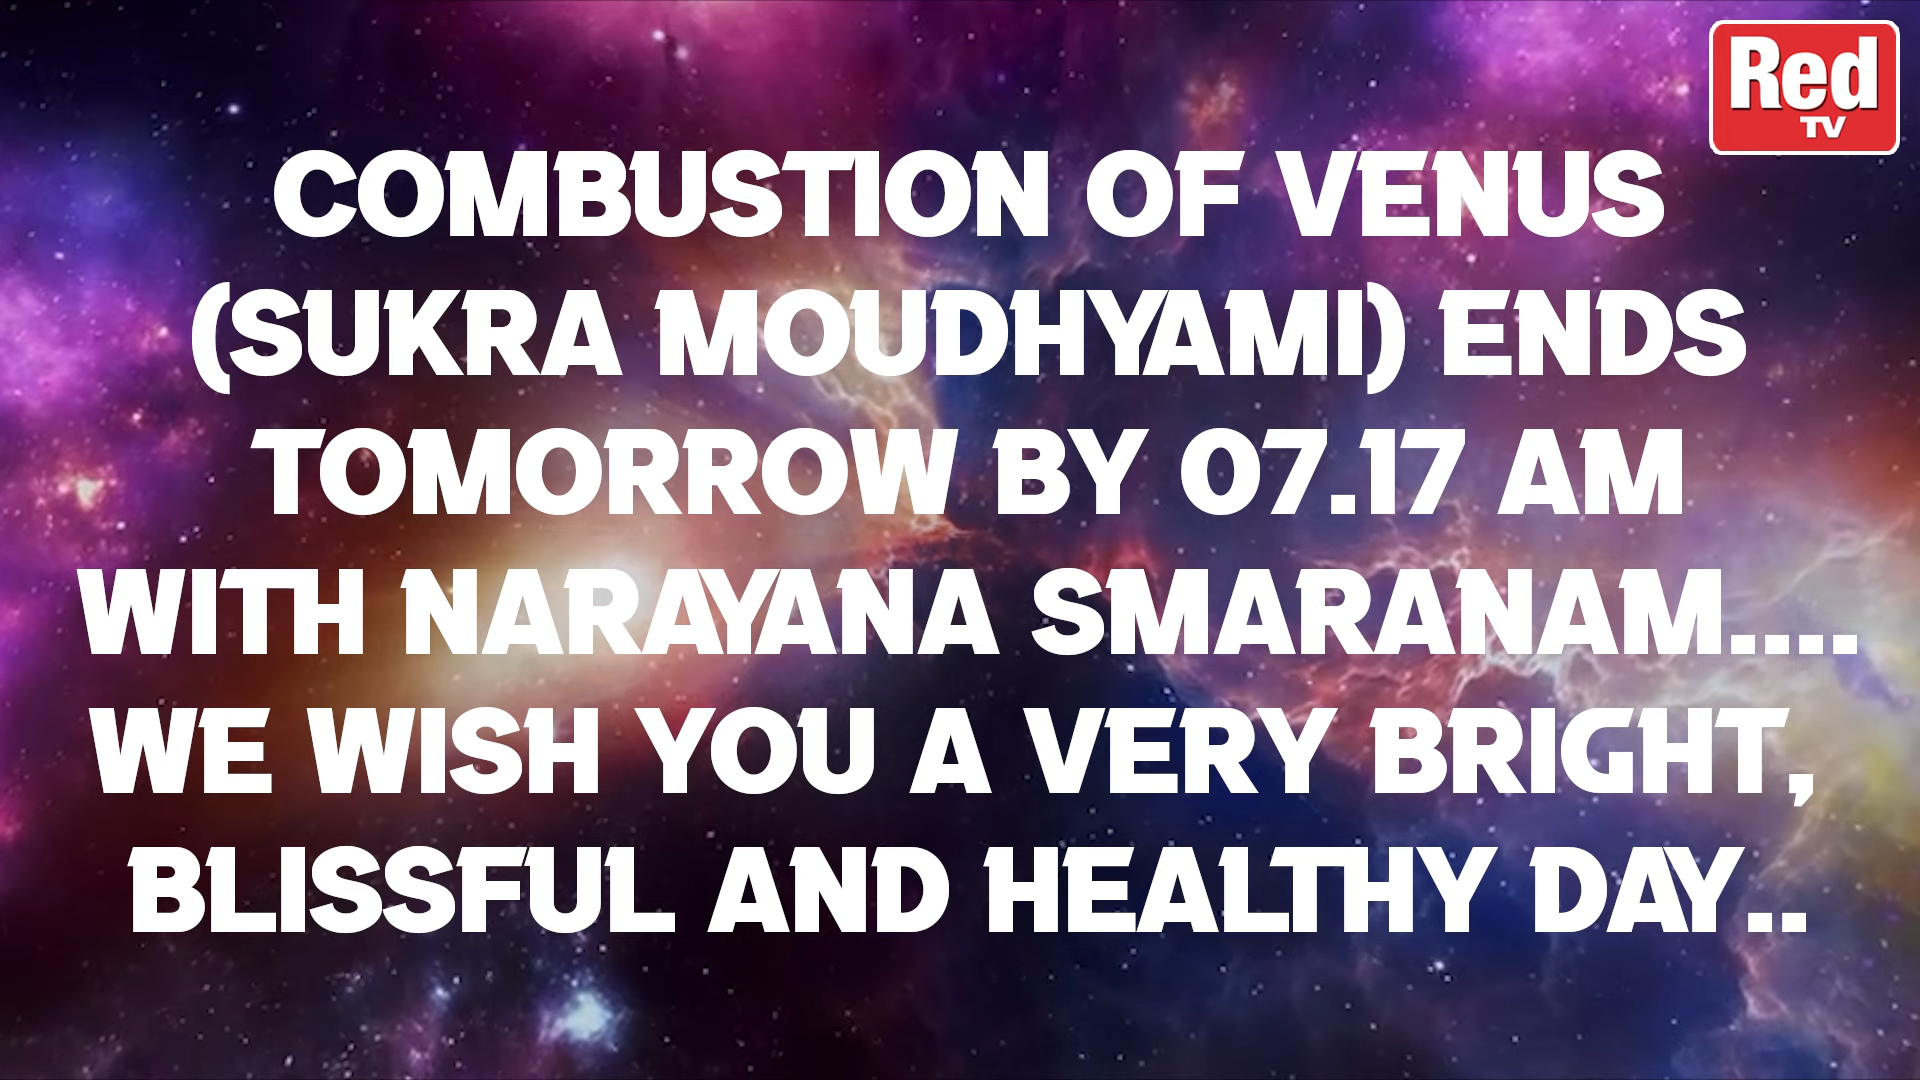 Red
TV
COMBUSTION OF VENUS
(SUKRA MOUDHYAMI) ENDS
TOMORROW BY 07.17 AM
WITH NARAYANA SMARANAM....
WE WISH YOU A VERY BRIGHT,
BLISSFUL AND HEALTHY DAY..